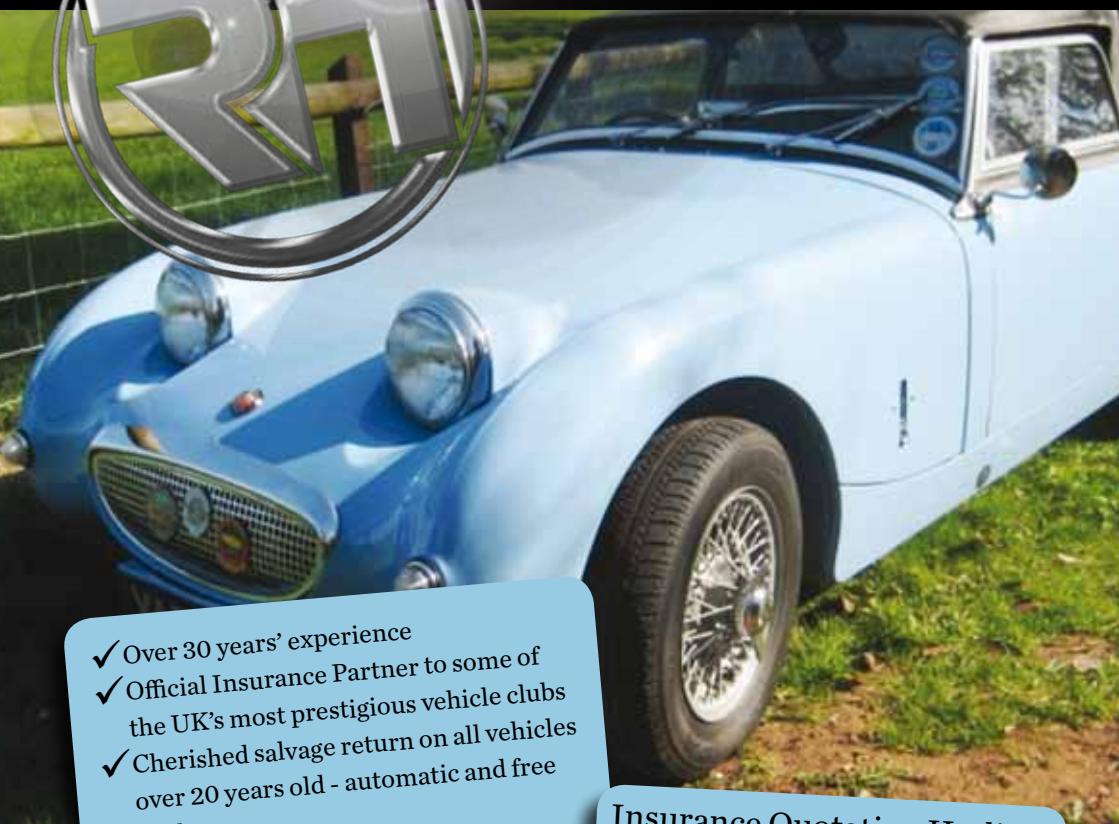 ✓ Over 30 years’ experience
✓ Official Insurance Partner to some of
the UK’s most prestigious vehicle clubs
✓ Cherished salvage return on all vehicles
over 20 years old - automatic and free
Insurance Quotation